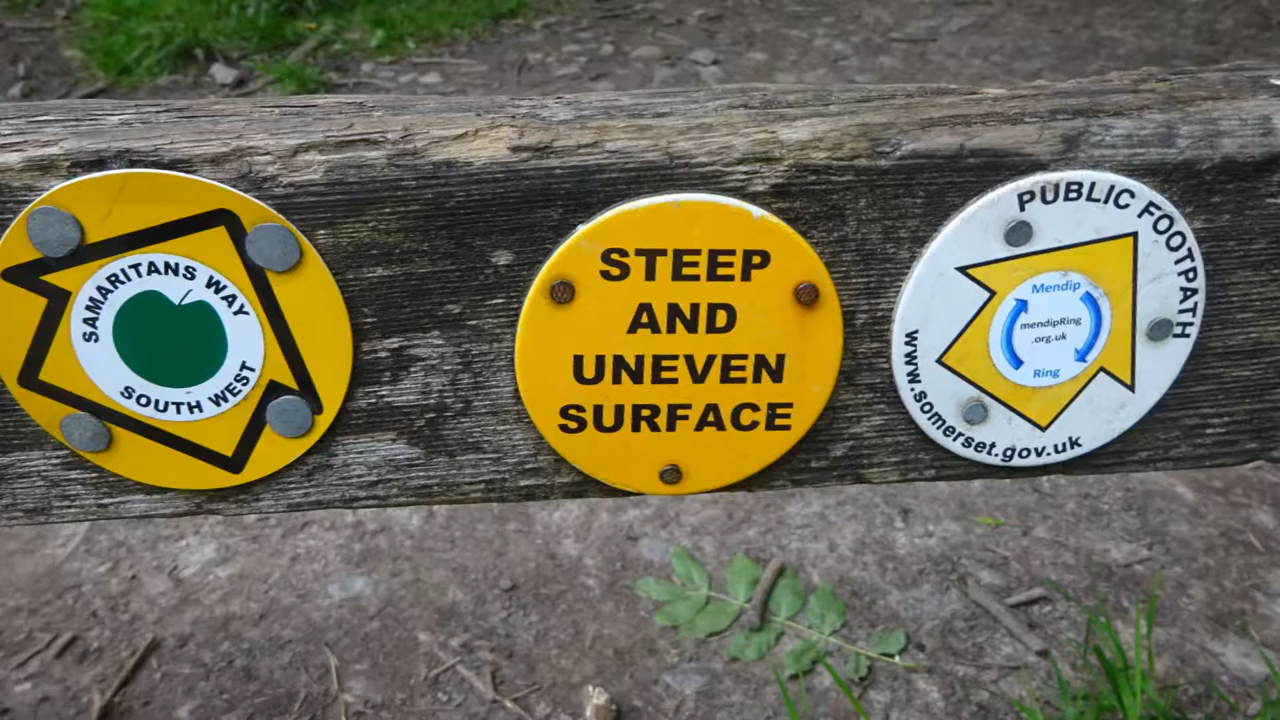 SAMARITANS WAY
SOUTH WEST
STEEP
AND
UNEVEN
SURFACE
PUBLIC FOOTPATH
Mendip
mendipRing
.org.uk
Ring
www.somerset.gov.uk